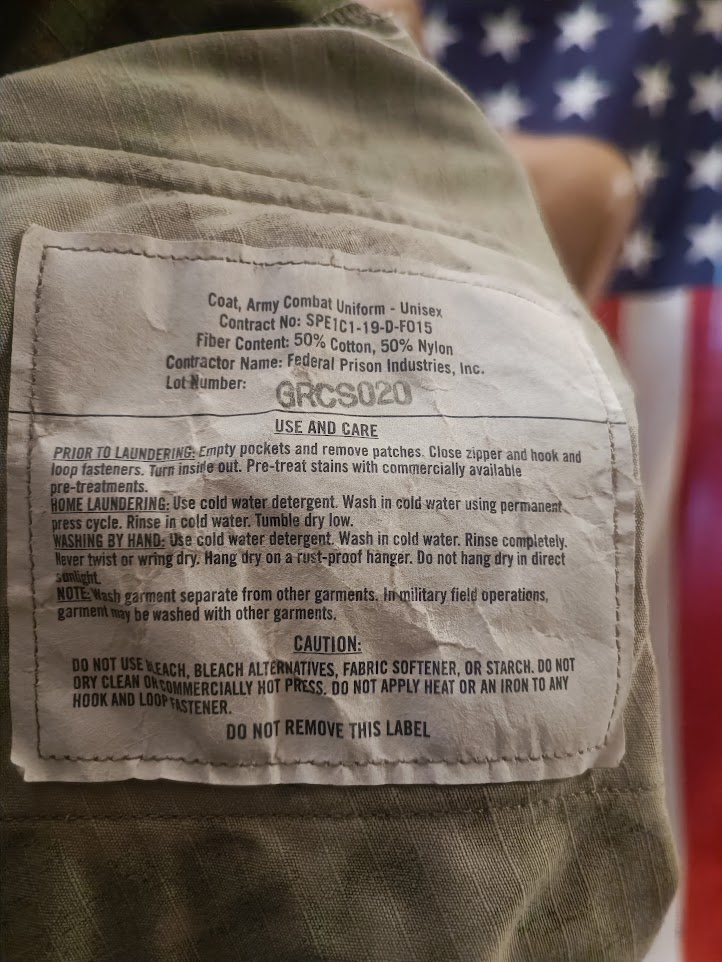 Coat, Army Combat Uniform - Unisex
Contract No: SPE1C1-19-D-F015
Fiber Content: 50% Cotton, 50% Nylon
Contractor Name: Federal Prison Industries, Inc.
Lot Number: GRCS020
USE AND CARE
PRIOR TO LAUNDERING: Empty pockets and remove patches. Close zipper and hook and
loop fasteners. Turn inside out. Pre-treat stains with commercially available
pre-treatments.
HOME LAUNDERING: Use cold water detergent. Wash in cold water using permanent
press cycle. Rinse in cold water. Tumble dry low.
WASHING BY HAND: Use cold water detergent. Wash in cold water. Rinse completely.
Never twist or wring dry. Hang dry on a rust-proof hanger. Do not hang dry in direct
sunlight.
NOTE: Wash garment separate from other garments. In military field operations,
garment may be washed with other garments.
CAUTION:
DO NOT USE BLEACH, BLEACH ALTERNATIVES, FABRIC SOFTENER, OR STARCH. DO NOT
DRY CLEAN OR COMMERCIALLY HOT PRESS. DO NOT APPLY HEAT OR AN IRON TO ANY
HOOK AND LOOP FASTENER.
DO NOT REMOVE THIS LABEL